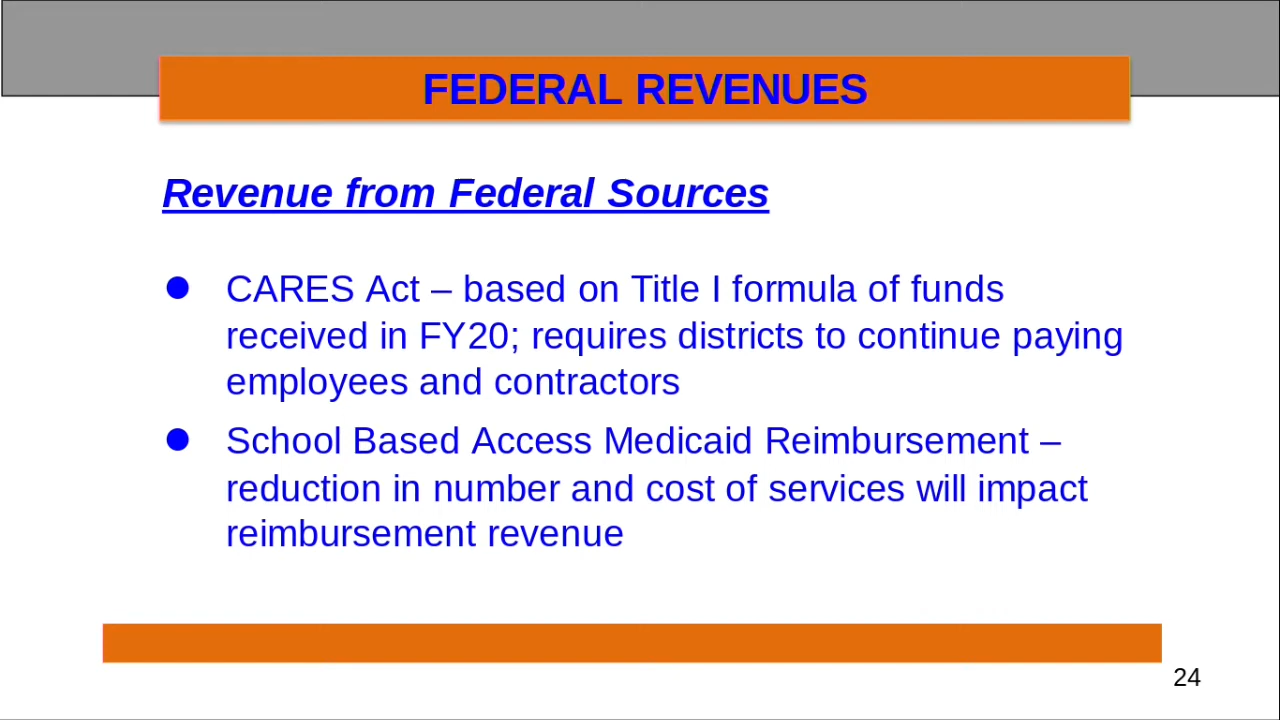 FEDERAL REVENUES
Revenue from Federal Sources
● CARES Act – based on Title I formula of funds
received in FY20; requires districts to continue paying
employees and contractors
● School Based Access Medicaid Reimbursement –
reduction in number and cost of services will impact
reimbursement revenue
24